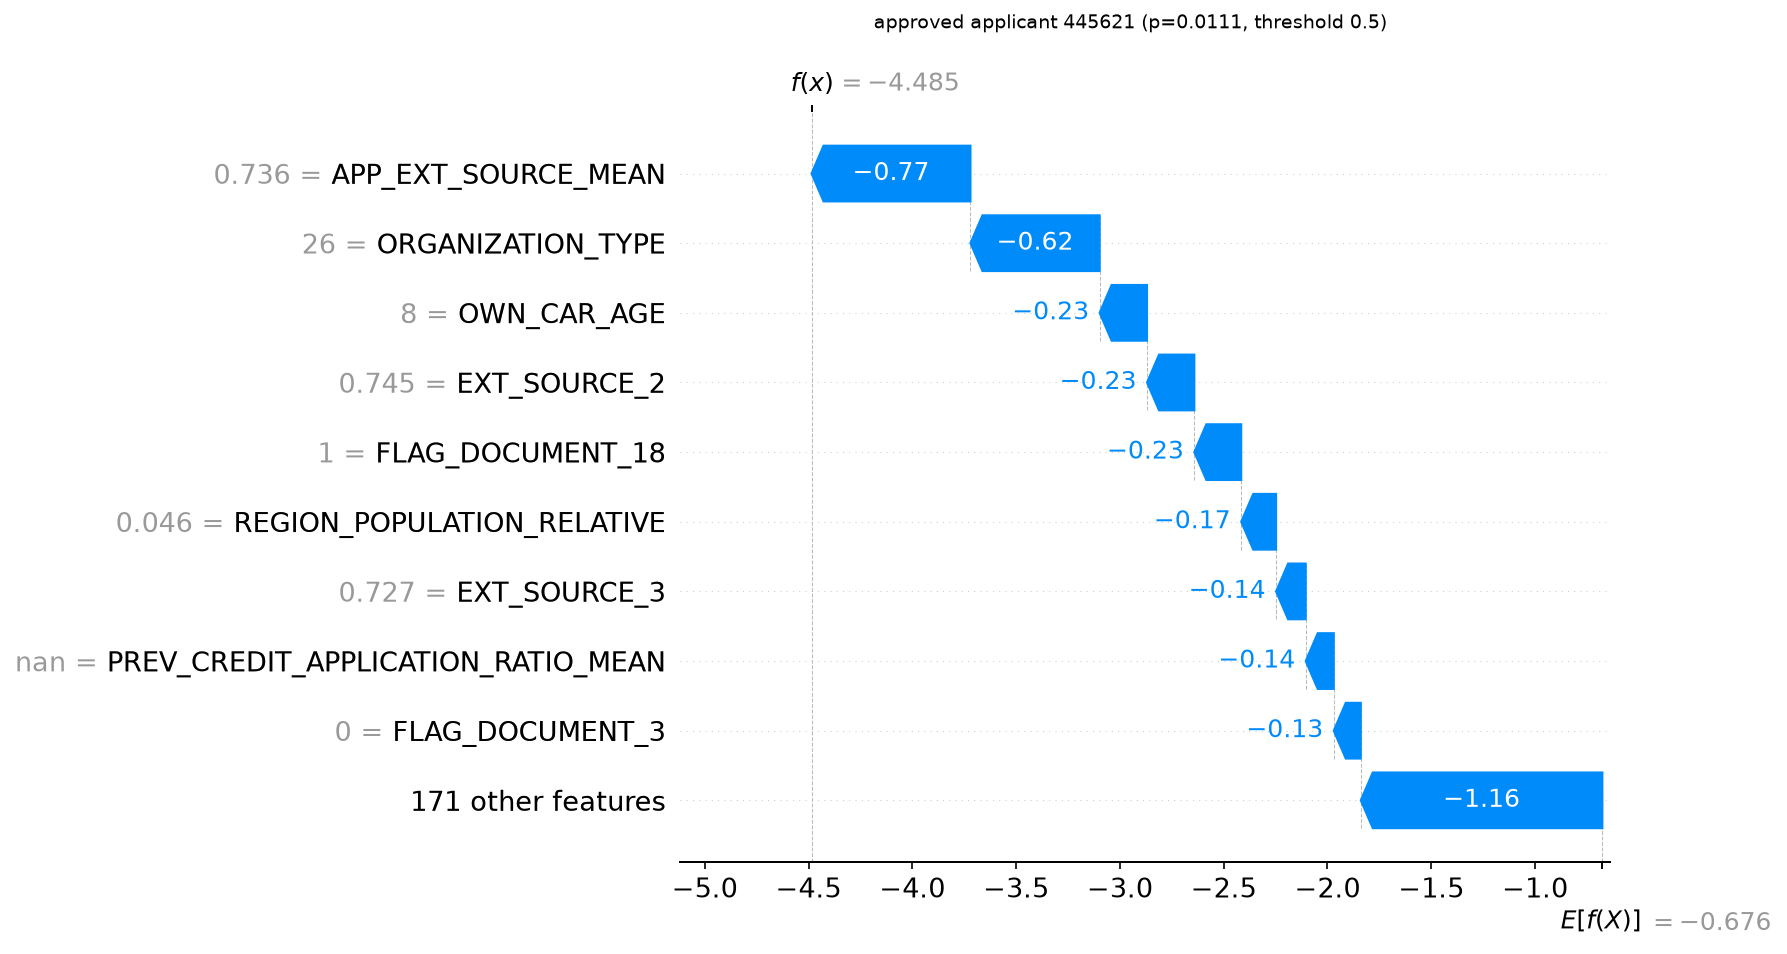 approved applicant 445621 (p=0.0111, threshold 0.5)
f(x) = −4.485
0.736 = APP_EXT_SOURCE_MEAN −0.77
26 = ORGANIZATION_TYPE −0.62
8 = OWN_CAR_AGE −0.23
0.745 = EXT_SOURCE_2 −0.23
1 = FLAG_DOCUMENT_18 −0.23
0.046 = REGION_POPULATION_RELATIVE −0.17
0.727 = EXT_SOURCE_3 −0.14
nan = PREV_CREDIT_APPLICATION_RATIO_MEAN −0.14
0 = FLAG_DOCUMENT_3 −0.13
171 other features −1.16
−5.0 −4.5 −4.0 −3.5 −3.0 −2.5 −2.0 −1.5 −1.0
E[f(X)] = −0.676